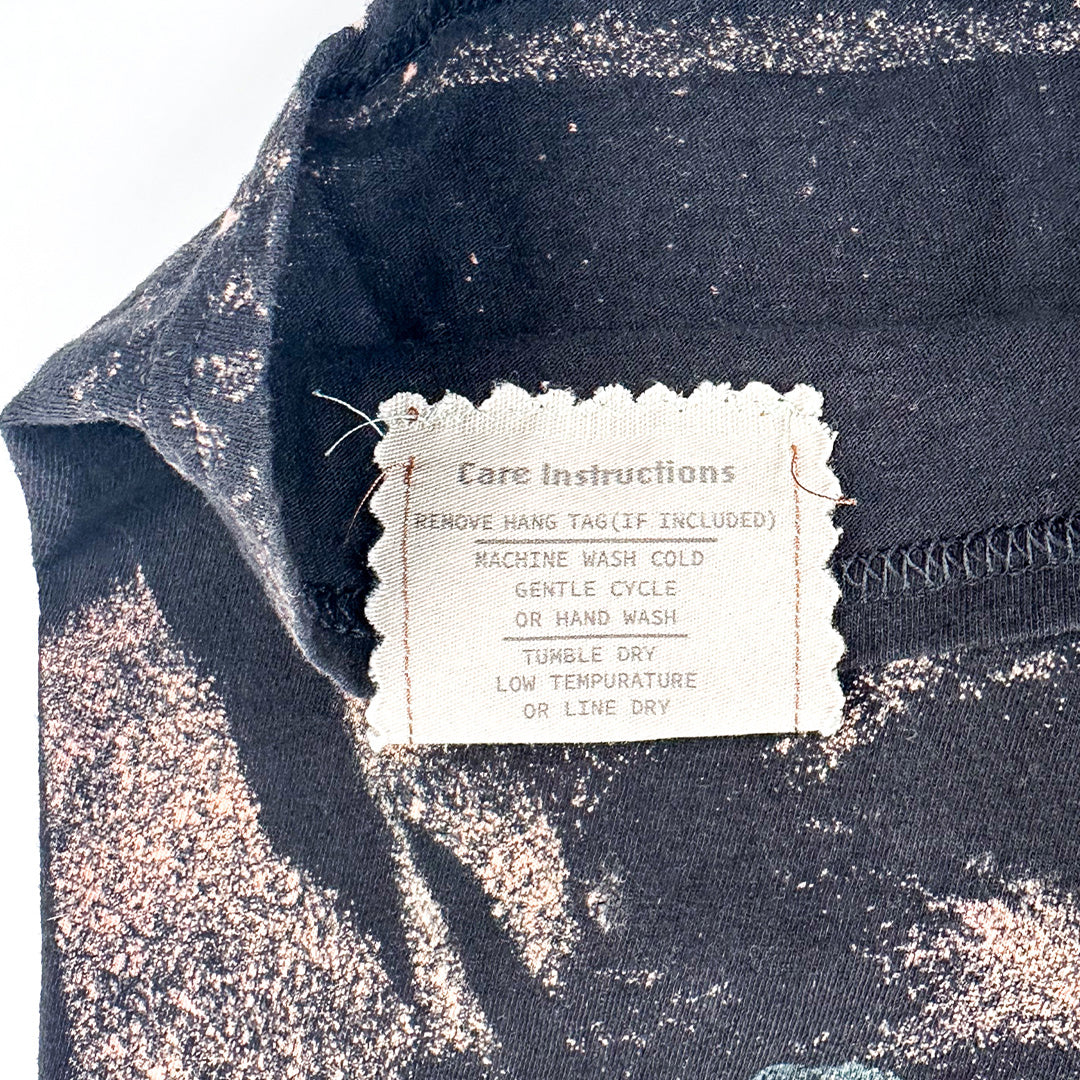 Care Instructions
REMOVE HANG TAG(IF INCLUDED)
MACHINE WASH COLD
GENTLE CYCLE
OR HAND WASH
TUMBLE DRY
LOW TEMPURATURE
OR LINE DRY